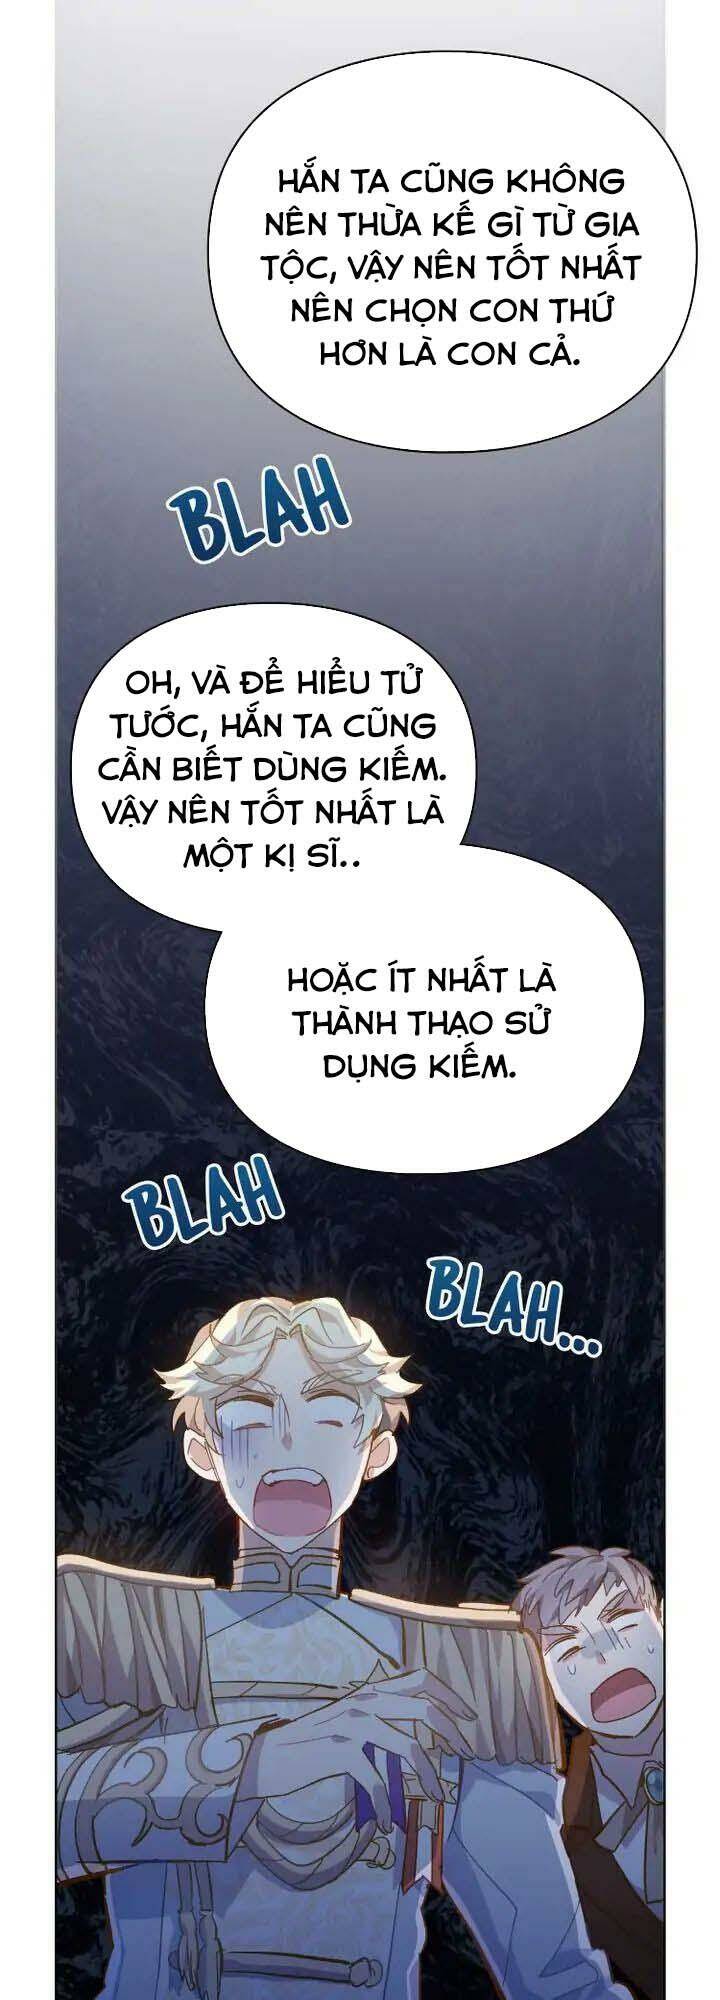 HẮN TA CŨNG KHÔNG
NÊN THỪA KẾ GÌ TỪ GIA
TỘC, VẬY NÊN TỐT NHẤT
NÊN CHỌN CON THỨ
HƠN LÀ CON CẢ.
BLAH
OH, VÀ ĐỂ HIỂU TỬ
TƯỚC, HẮN TA CŨNG
CẦN BIẾT DÙNG KIẾM.
VẬY NÊN TỐT NHẤT LÀ
MỘT KỊ SĨ..
HOẶC ÍT NHẤT LÀ
THÀNH THẠO SỬ
DỤNG KIẾM.
BLAH
BLAH...